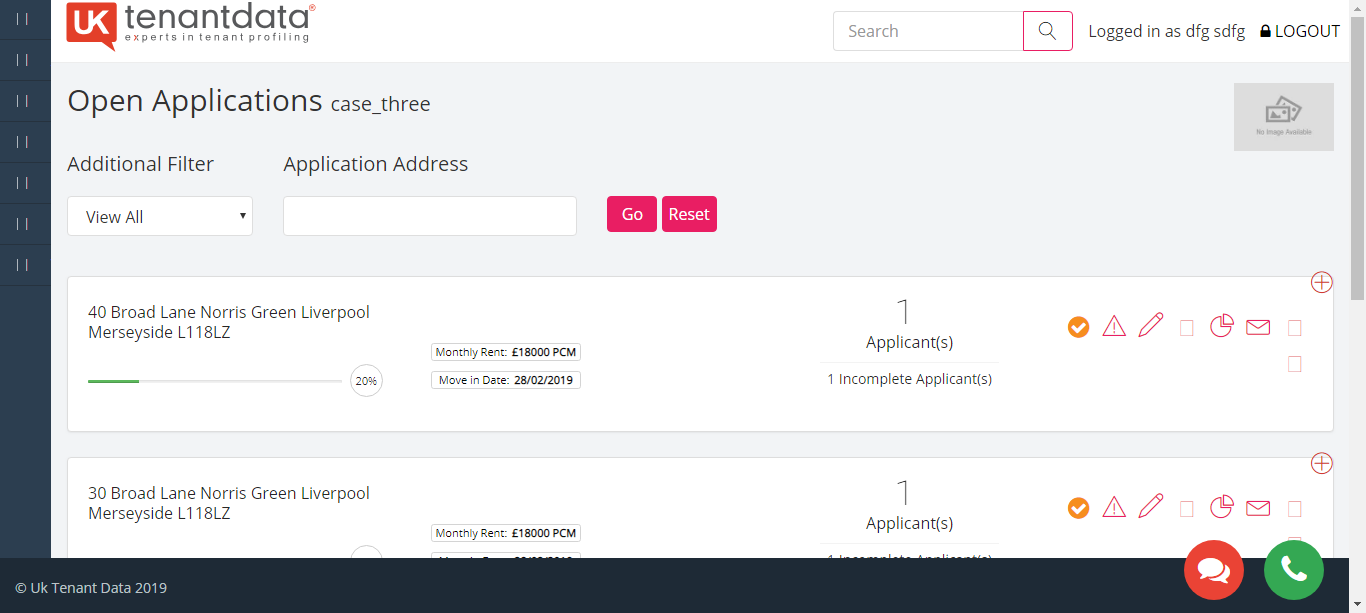 UK tenantdata®
experts in tenant profiling
Search
Logged in as dfg sdfg LOGOUT
Open Applications case_three
No Image Available
Additional Filter Application Address
View All Go Reset
40 Broad Lane Norris Green Liverpool
Merseyside L118LZ
20%
Monthly Rent: £18000 PCM
Move in Date: 28/02/2019
1
Applicant(s)
1 Incomplete Applicant(s)
30 Broad Lane Norris Green Liverpool
Merseyside L118LZ
Monthly Rent: £18000 PCM
1
Applicant(s)
1 Incomplete Applicant(s)
© Uk Tenant Data 2019